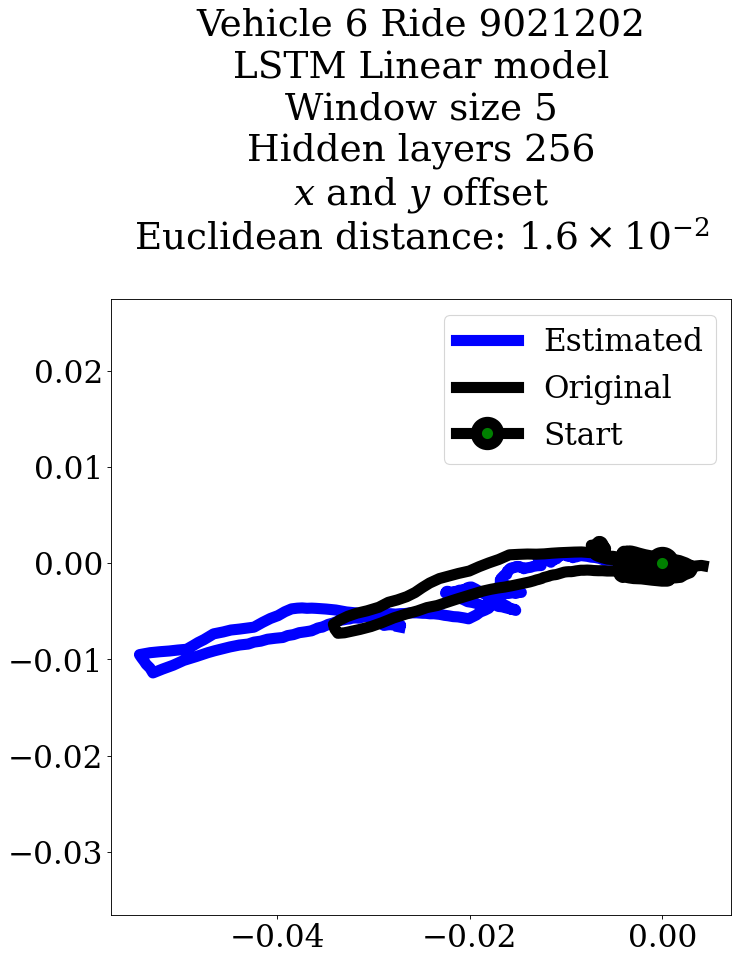 Vehicle 6 Ride 9021202
LSTM Linear model
Window size 5
Hidden layers 256
x and y offset
Euclidean distance: 1.6 × 10⁻²
Estimated
Original
Start
0.02
0.01
0.00
−0.01
−0.02
−0.03
−0.04 −0.02 0.00